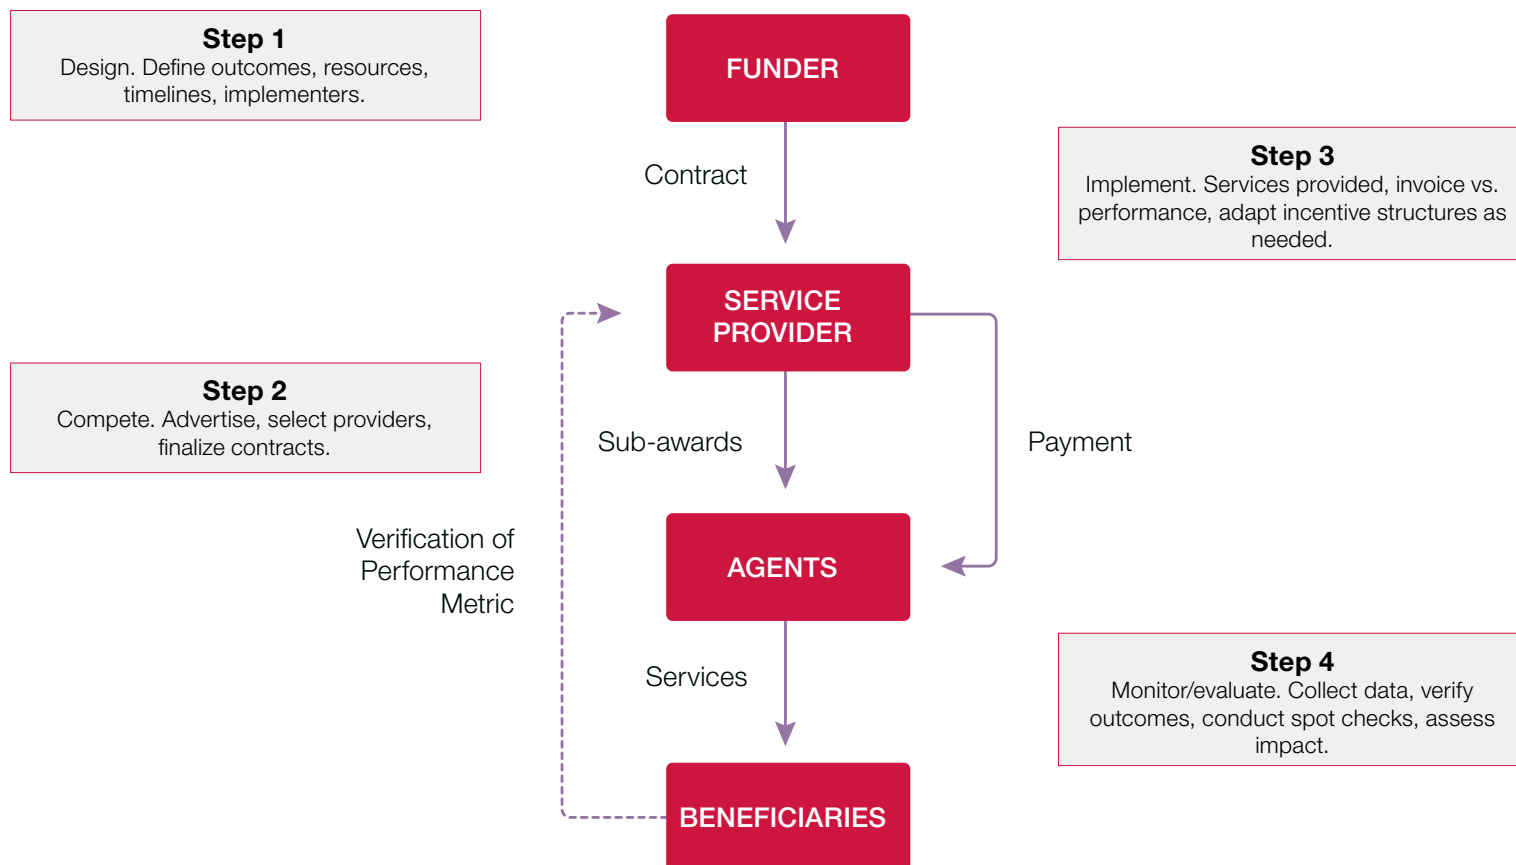 Step 1
Design. Define outcomes, resources,
timelines, implementers.
FUNDER
Contract
Step 3
Implement. Services provided, invoice vs.
performance, adapt incentive structures as
needed.
SERVICE
PROVIDER
Step 2
Compete. Advertise, select providers,
finalize contracts.
Sub-awards
Payment
Verification of
Performance
Metric
AGENTS
Services
Step 4
Monitor/evaluate. Collect data, verify
outcomes, conduct spot checks, assess
impact.
BENEFICIARIES